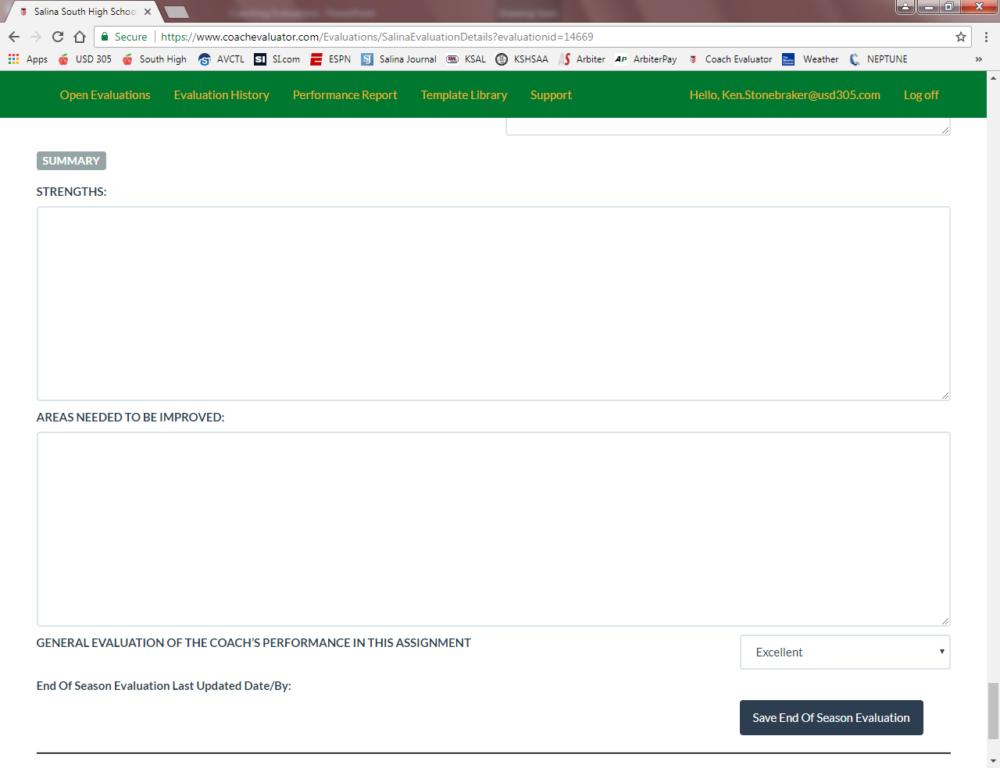 Salina South High School
Secure https://www.coachevaluator.com/Evaluations/SalinaEvaluationDetails?evaluationid=14669
Apps USD 305 South High AVCTL SI SI.com ESPN SJ Salina Journal KSAL KSHSAA Arbiter AP ArbiterPay Coach Evaluator Weather NEPTUNE »
Open Evaluations Evaluation History Performance Report Template Library Support Hello, Ken.Stonebraker@usd305.com Log off
SUMMARY
STRENGTHS:
AREAS NEEDED TO BE IMPROVED:
GENERAL EVALUATION OF THE COACH’S PERFORMANCE IN THIS ASSIGNMENT Excellent
End Of Season Evaluation Last Updated Date/By:
Save End Of Season Evaluation